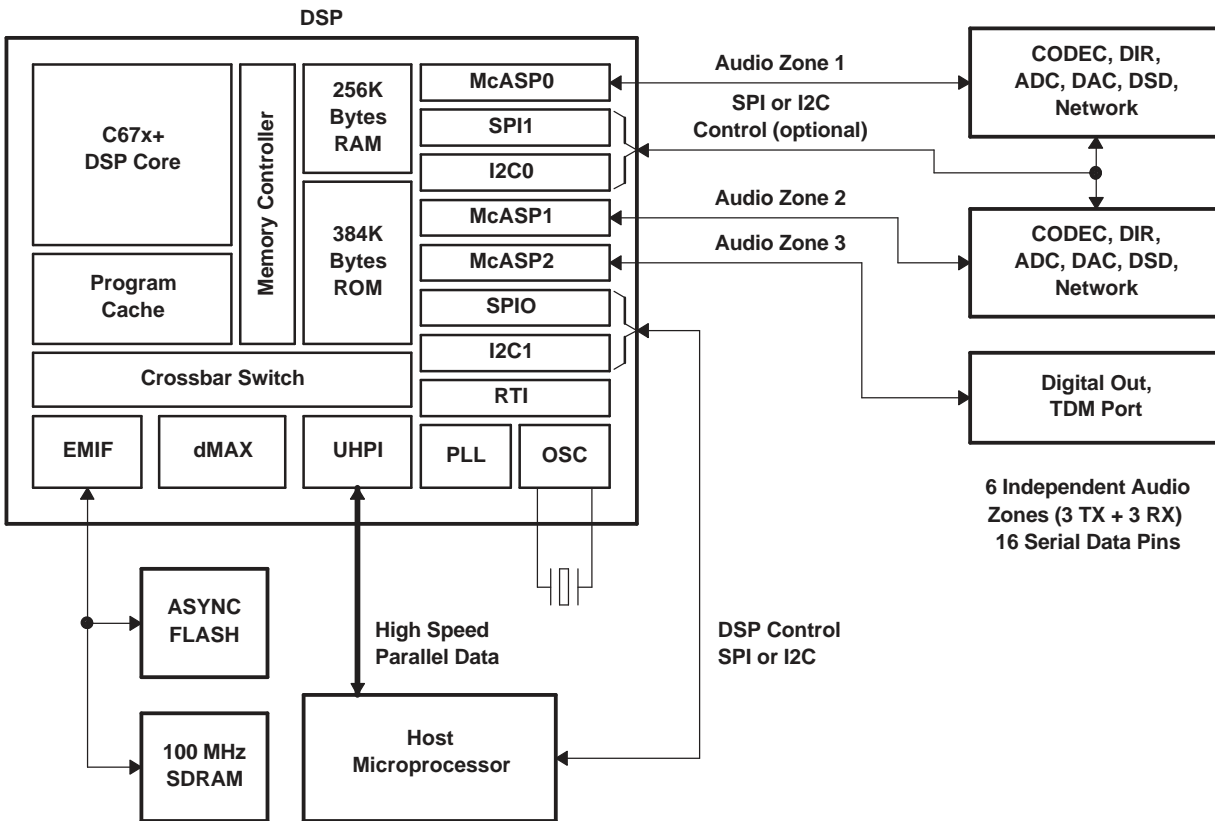 DSP
C67x+
DSP Core
Program
Cache
Memory Controller
256K
Bytes
RAM
384K
Bytes
ROM
Crossbar Switch
EMIF
dMAX
UHPI
McASP0
SPI1
I2C0
McASP1
McASP2
SPIO
I2C1
RTI
PLL
OSC
Audio Zone 1
SPI or I2C
Control (optional)
Audio Zone 2
Audio Zone 3
CODEC, DIR,
ADC, DAC, DSD,
Network
CODEC, DIR,
ADC, DAC, DSD,
Network
Digital Out,
TDM Port
6 Independent Audio
Zones (3 TX + 3 RX)
16 Serial Data Pins
ASYNC
FLASH
100 MHz
SDRAM
High Speed
Parallel Data
Host
Microprocessor
DSP Control
SPI or I2C